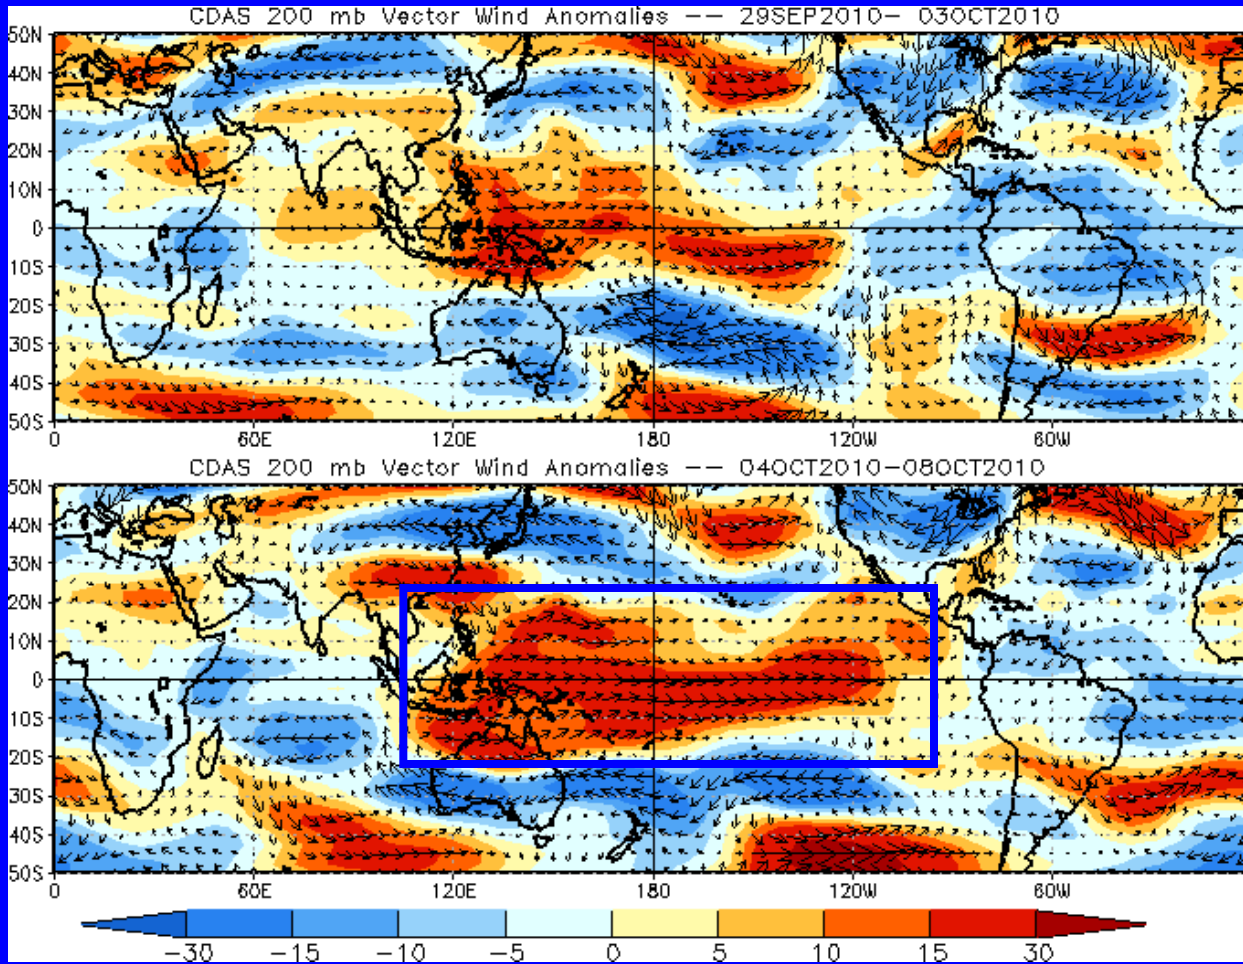 CDAS 200 mb Vector Wind Anomalies -- 29SEP2010- 03OCT2010
50N
40N
30N
20N
10N
0
10S
20S
30S
40S
50S
0 60E 120E 180 120W 60W
CDAS 200 mb Vector Wind Anomalies -- 04OCT2010-08OCT2010
50N
40N
30N
20N
10N
0
10S
20S
30S
40S
50S
0 60E 120E 180 120W 60W
-30 -15 -10 -5 0 5 10 15 30